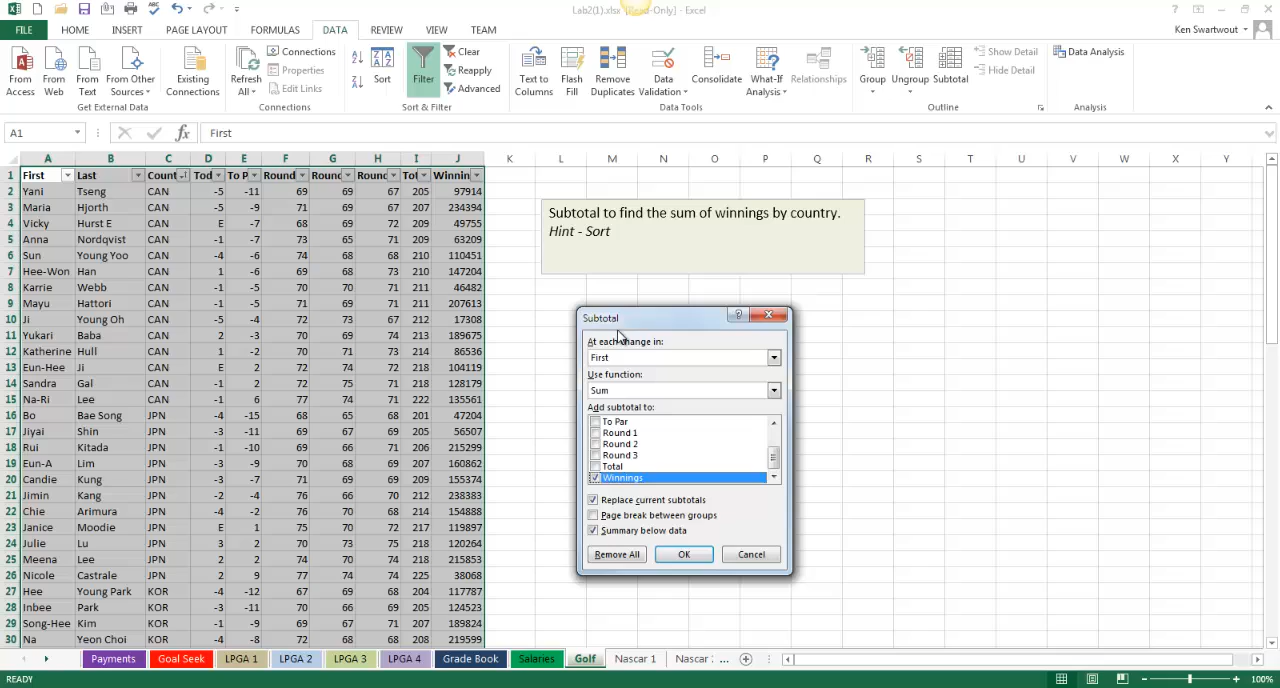 Lab2(1).xlsx [Read-Only] - Excel
FILE HOME INSERT PAGE LAYOUT FORMULAS DATA REVIEW VIEW TEAM Ken Swartwout
From Access
From Web
From Text
From Other Sources
Get External Data
Existing Connections
Refresh All
Connections
Properties
Edit Links
Connections
Sort
Filter
Clear
Reapply
Advanced
Sort & Filter
Text to Columns
Flash Fill
Remove Duplicates
Data Validation
Consolidate
What-If Analysis
Relationships
Data Tools
Group
Ungroup
Subtotal
Show Detail
Hide Detail
Outline
Data Analysis
Analysis
A1 fx First
A B C D E F G H I J K L M N O P Q R S T U V W X Y
1 First Last Count Tod To P Round Round Round Tot Winnin
2 Yani Tseng CAN -5 -11 69 69 67 205 97914
3 Maria Hjorth CAN -5 -9 71 69 67 207 234394
4 Vicky Hurst E CAN E -7 68 69 72 209 49755
5 Anna Nordqvist CAN -1 -7 73 65 71 209 63209
6 Sun Young Yoo CAN -4 -6 74 68 68 210 110451
7 Hee-Won Han CAN 1 -6 69 68 73 210 147204
8 Karrie Webb CAN -1 -5 70 70 71 211 46482
9 Mayu Hattori CAN -1 -5 71 69 71 211 207613
10 Ji Young Oh CAN -5 -4 72 73 67 212 17308
11 Yukari Baba CAN 2 -3 70 69 74 213 189675
12 Katherine Hull CAN 1 -2 70 71 73 214 86536
13 Eun-Hee Ji CAN E 2 72 74 72 218 104119
14 Sandra Gal CAN -1 2 72 75 71 218 128179
15 Na-Ri Lee CAN -1 6 77 74 71 222 135561
16 Bo Bae Song JPN -4 -15 68 65 68 201 47204
17 Jiyai Shin JPN -3 -11 69 67 69 205 56507
18 Rui Kitada JPN -1 -10 69 66 71 206 215299
19 Eun-A Lim JPN -3 -9 70 68 69 207 160862
20 Candie Kung JPN -3 -7 71 69 69 209 155374
21 Jimin Kang JPN -2 -4 76 66 70 212 238383
22 Chie Arimura JPN -4 -2 76 70 68 214 154888
23 Janice Moodie JPN E 1 75 70 72 217 119897
24 Julie Lu JPN 3 2 70 73 75 218 120264
25 Meena Lee JPN 2 2 74 70 74 218 215853
26 Nicole Castrale JPN 2 9 77 74 74 225 38068
27 Hee Young Park KOR -4 -12 67 69 68 204 117787
28 Inbee Park KOR -3 -11 70 66 69 205 124523
29 Song-Hee Kim KOR -1 -9 69 67 71 207 189824
30 Na Yeon Choi KOR -4 -8 72 68 68 208 219599
Subtotal to find the sum of winnings by country.
Hint - Sort
Subtotal
At each change in:
First
Use function:
Sum
Add subtotal to:
To Par
Round 1
Round 2
Round 3
Total
Winnings
Replace current subtotals
Page break between groups
Summary below data
Remove All OK Cancel
Payments Goal Seek LPGA 1 LPGA 2 LPGA 3 LPGA 4 Grade Book Salaries Golf Nascar 1 Nascar ...
READY 100%